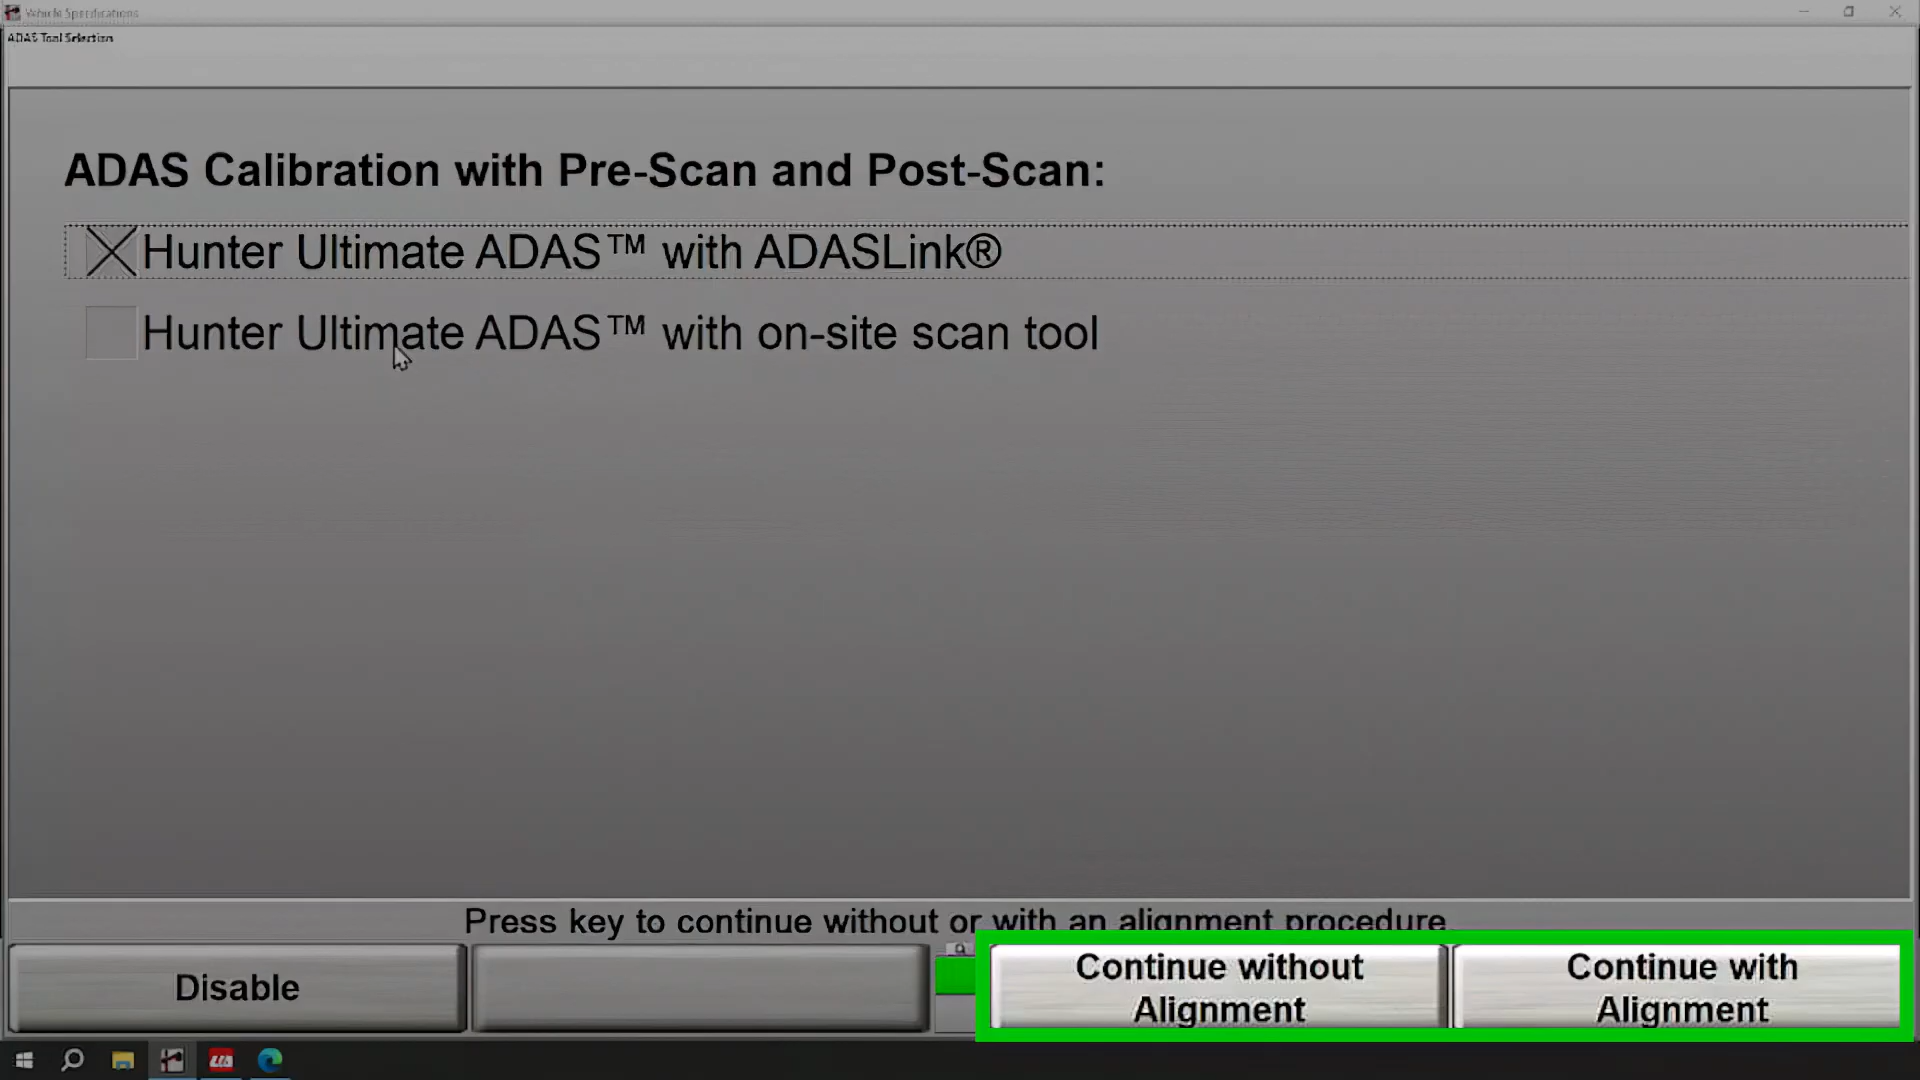 Vehicle Specifications
ADAS Tool Selection
ADAS Calibration with Pre-Scan and Post-Scan:
Hunter Ultimate ADAS™ with ADASLink®
Hunter Ultimate ADAS™ with on-site scan tool
Press key to continue without or with an alignment procedure.
Disable
Continue without
Alignment
Continue with
Alignment